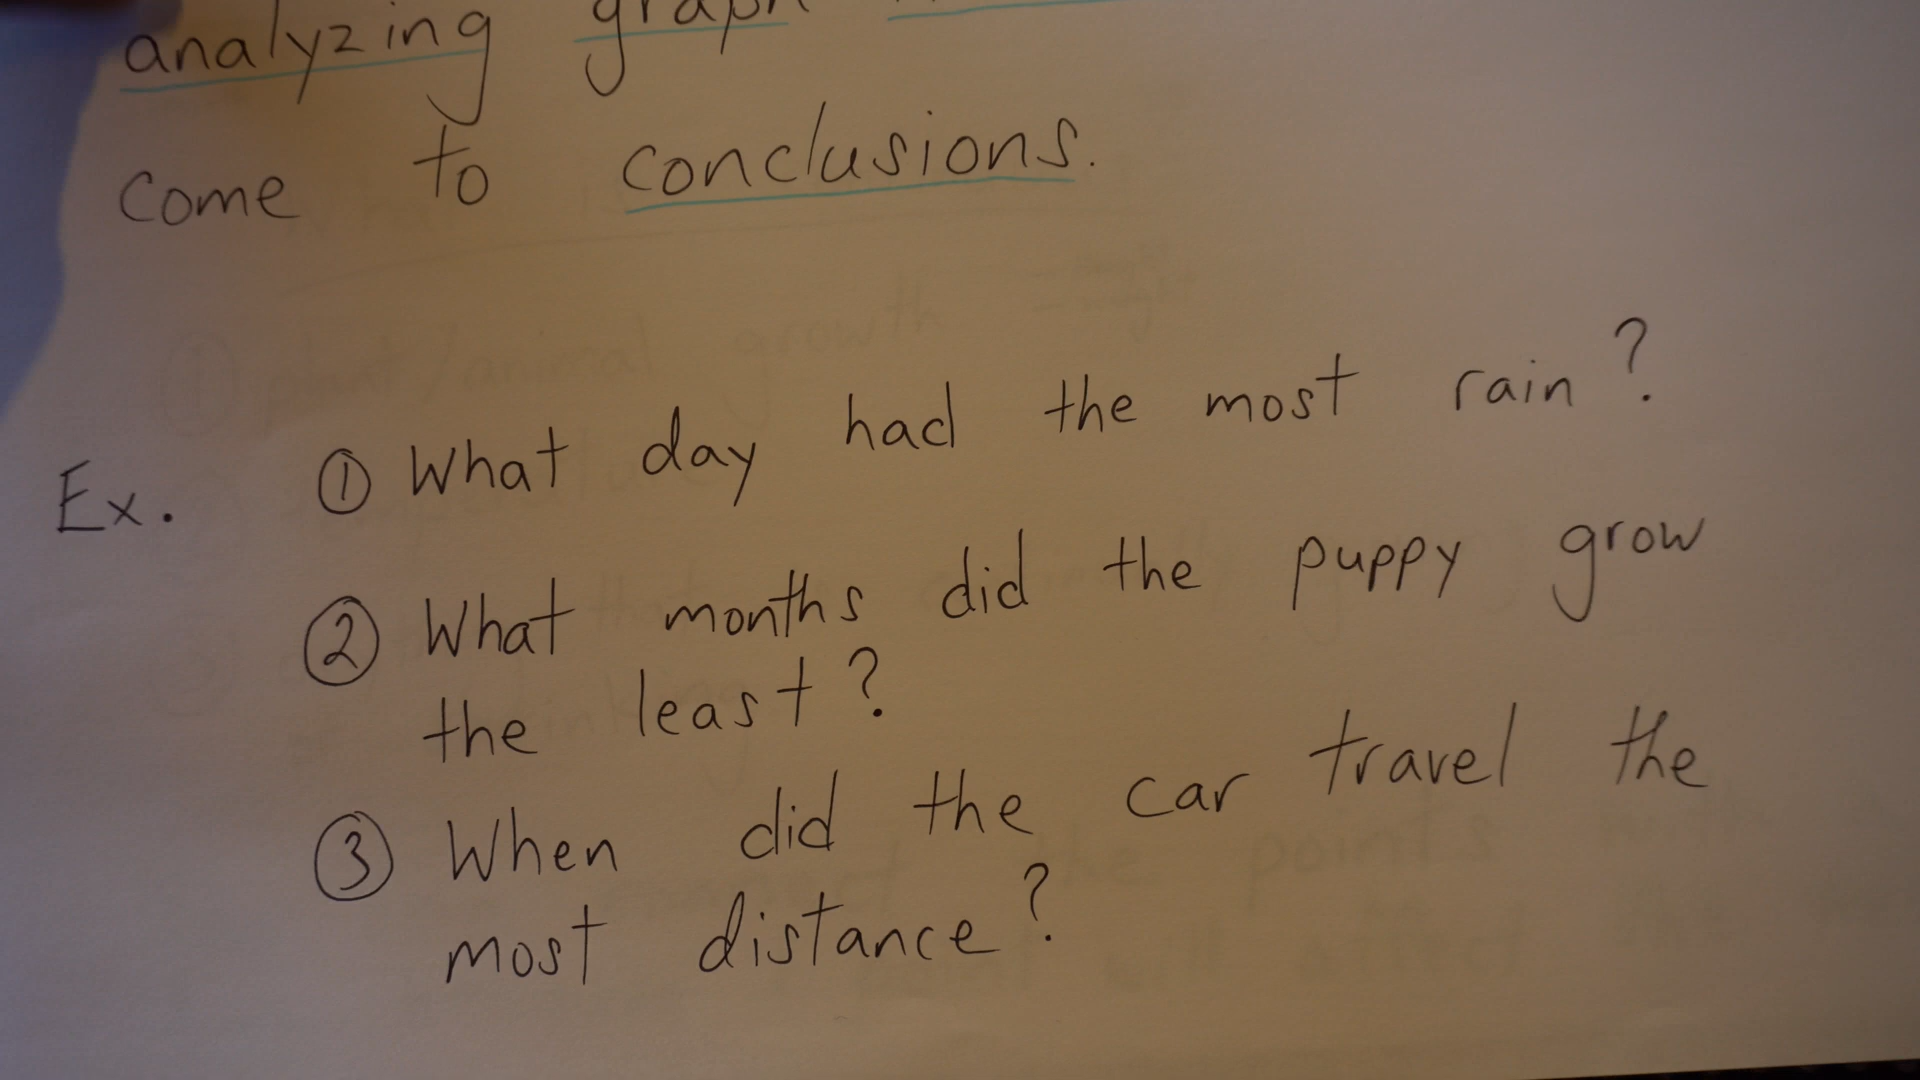 analyzing graph
come to conclusions.
Ex. ① What day had the most rain?
② What months did the puppy grow
the least?
③ When did the car travel the
most distance?